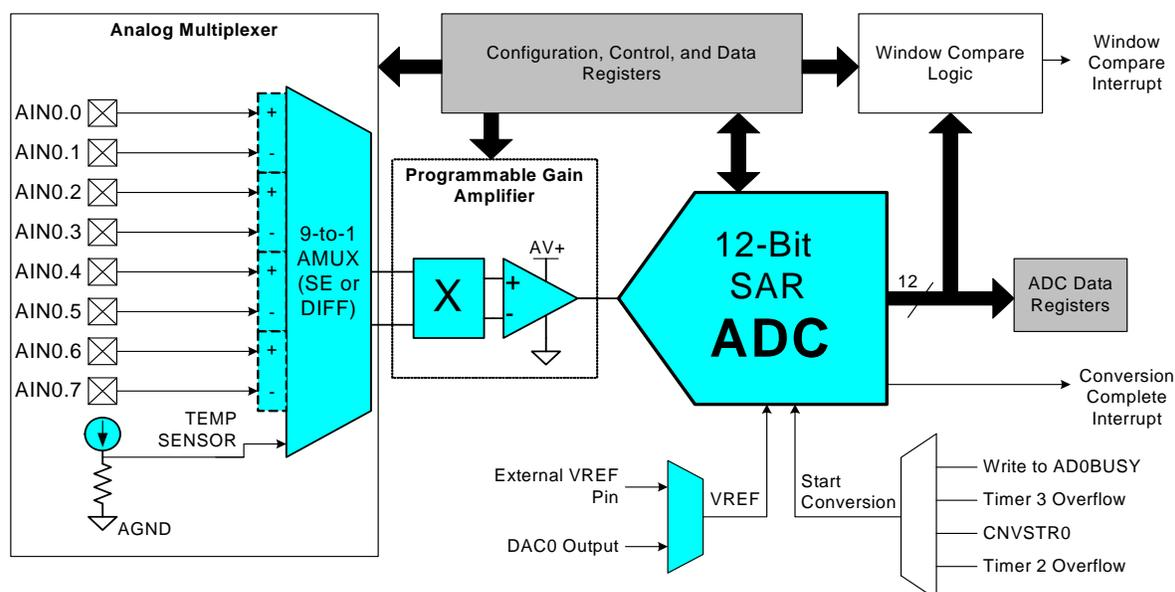 Analog Multiplexer
AIN0.0
AIN0.1
AIN0.2
AIN0.3
AIN0.4
AIN0.5
AIN0.6
AIN0.7
+
-
+
-
+
-
+
-
9-to-1
AMUX
(SE or
DIFF)
TEMP
SENSOR
AGND
Configuration, Control, and Data
Registers
Window Compare
Logic
Window
Compare
Interrupt
Programmable Gain
Amplifier
X
+
-
AV+
12-Bit
SAR
ADC
12
ADC Data
Registers
Conversion
Complete
Interrupt
External VREF
Pin
DAC0 Output
VREF
Start
Conversion
Write to AD0BUSY
Timer 3 Overflow
CNVSTR0
Timer 2 Overflow